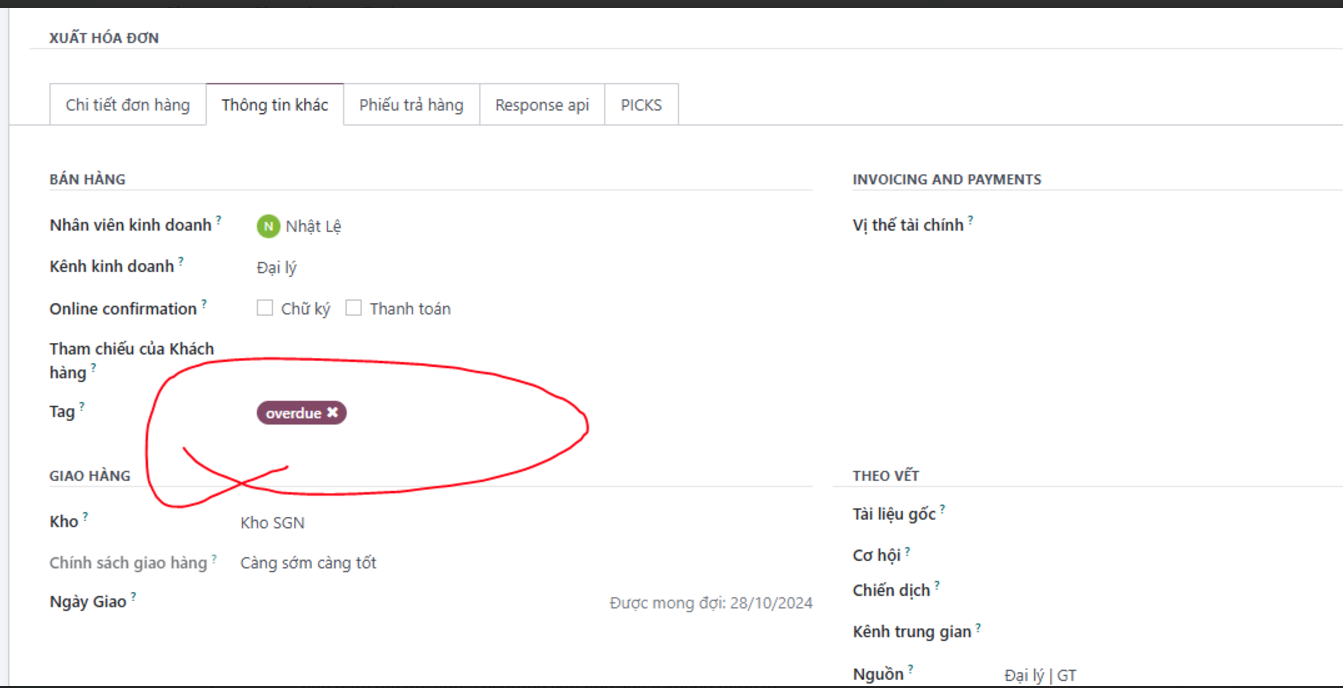 XUẤT HÓA ĐƠN
Chi tiết đơn hàng Thông tin khác Phiếu trả hàng Response api PICKS
BÁN HÀNG
Nhân viên kinh doanh ? N Nhật Lệ
Kênh kinh doanh ? Đại lý
Online confirmation ? Chữ ký Thanh toán
Tham chiếu của Khách
hàng ?
Tag ? overdue ✖
GIAO HÀNG
Kho ? Kho SGN
Chính sách giao hàng ? Càng sớm càng tốt
Ngày Giao ? Được mong đợi: 28/10/2024
INVOICING AND PAYMENTS
Vị thế tài chính ?
THEO VẾT
Tài liệu gốc ?
Cơ hội ?
Chiến dịch ?
Kênh trung gian ?
Nguồn ? Đại lý | GT